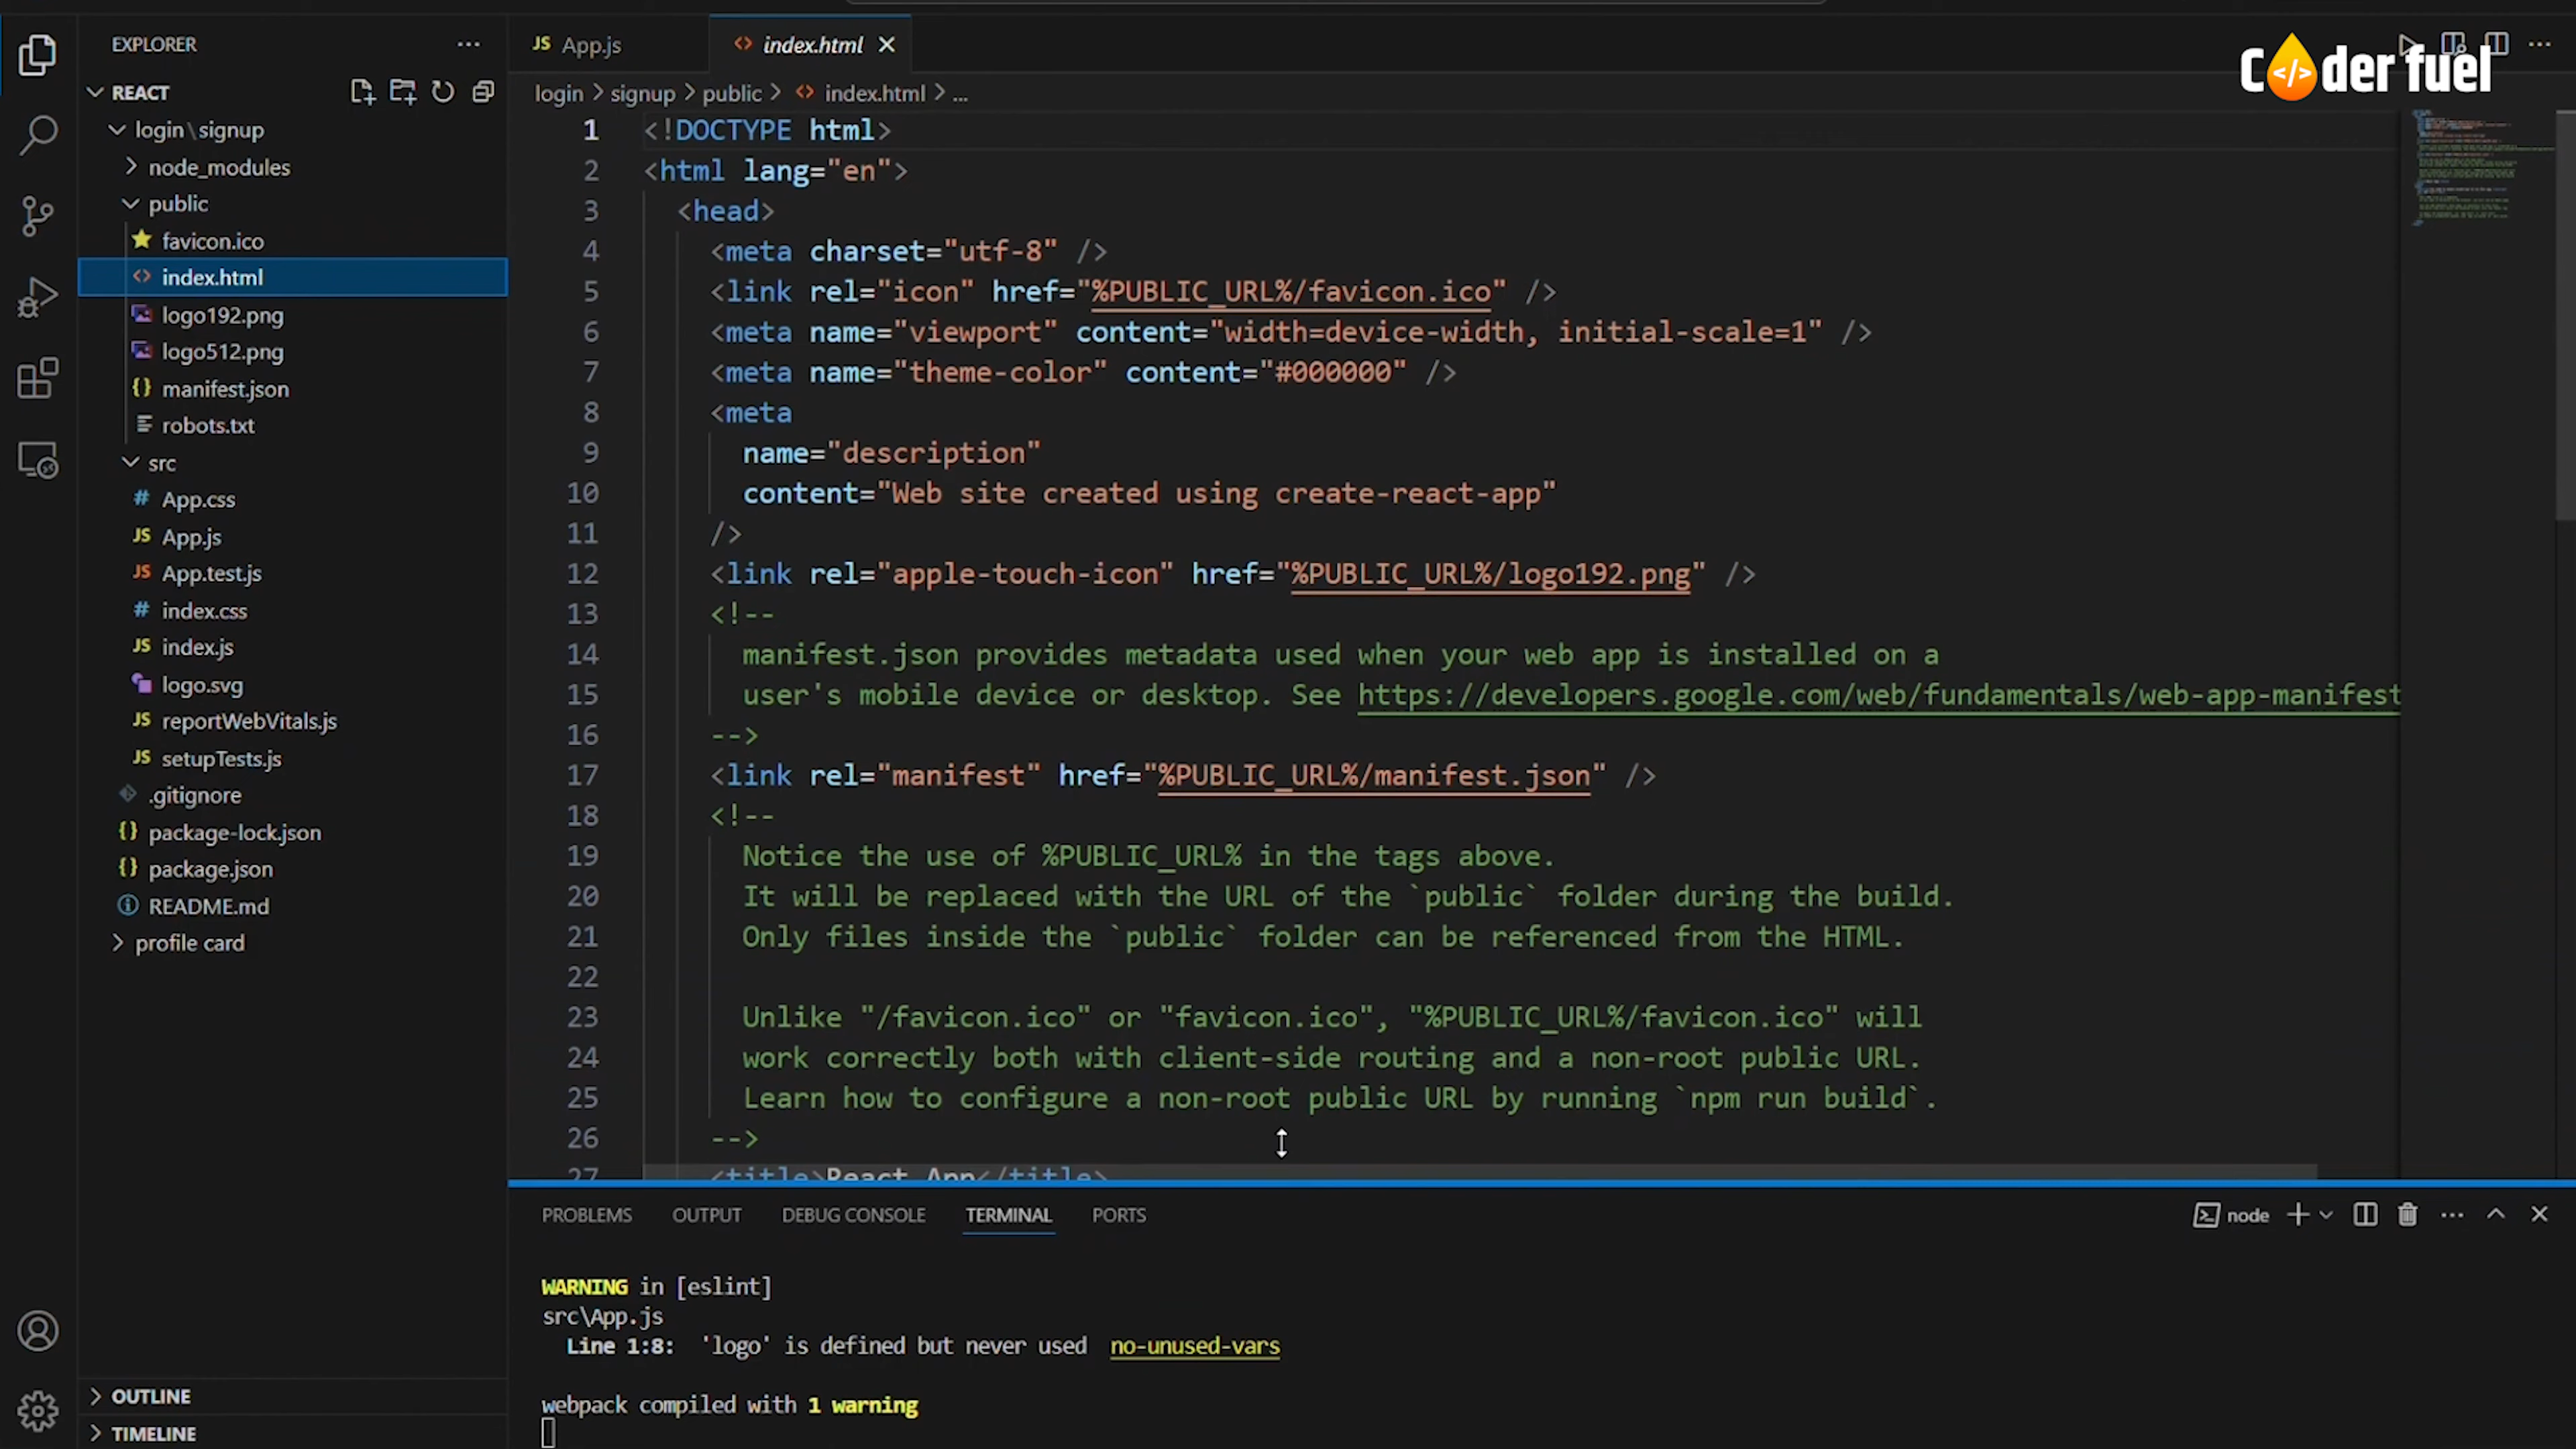 EXPLORER
REACT
login\signup
node_modules
public
favicon.ico
index.html
logo192.png
logo512.png
manifest.json
robots.txt
src
App.css
App.js
App.test.js
index.css
index.js
logo.svg
reportWebVitals.js
setupTests.js
.gitignore
package-lock.json
package.json
README.md
profile card
OUTLINE
TIMELINE
JS App.js
<> index.html
C</>der fuel
login > signup > public > <> index.html > ...
1 <!DOCTYPE html>
2 <html lang="en">
3 <head>
4 <meta charset="utf-8" />
5 <link rel="icon" href="%PUBLIC_URL%/favicon.ico" />
6 <meta name="viewport" content="width=device-width, initial-scale=1" />
7 <meta name="theme-color" content="#000000" />
8 <meta
9 name="description"
10 content="Web site created using create-react-app"
11 />
12 <link rel="apple-touch-icon" href="%PUBLIC_URL%/logo192.png" />
13 <!--
14 manifest.json provides metadata used when your web app is installed on a
15 user's mobile device or desktop. See https://developers.google.com/web/fundamentals/web-app-manifest
16 -->
17 <link rel="manifest" href="%PUBLIC_URL%/manifest.json" />
18 <!--
19 Notice the use of %PUBLIC_URL% in the tags above.
20 It will be replaced with the URL of the `public` folder during the build.
21 Only files inside the `public` folder can be referenced from the HTML.
22
23 Unlike "/favicon.ico" or "favicon.ico", "%PUBLIC_URL%/favicon.ico" will
24 work correctly both with client-side routing and a non-root public URL.
25 Learn how to configure a non-root public URL by running `npm run build`.
26 -->
27 <title>React App</title>
PROBLEMS OUTPUT DEBUG CONSOLE TERMINAL PORTS
node
WARNING in [eslint]
src\App.js
Line 1:8: 'logo' is defined but never used no-unused-vars
webpack compiled with 1 warning